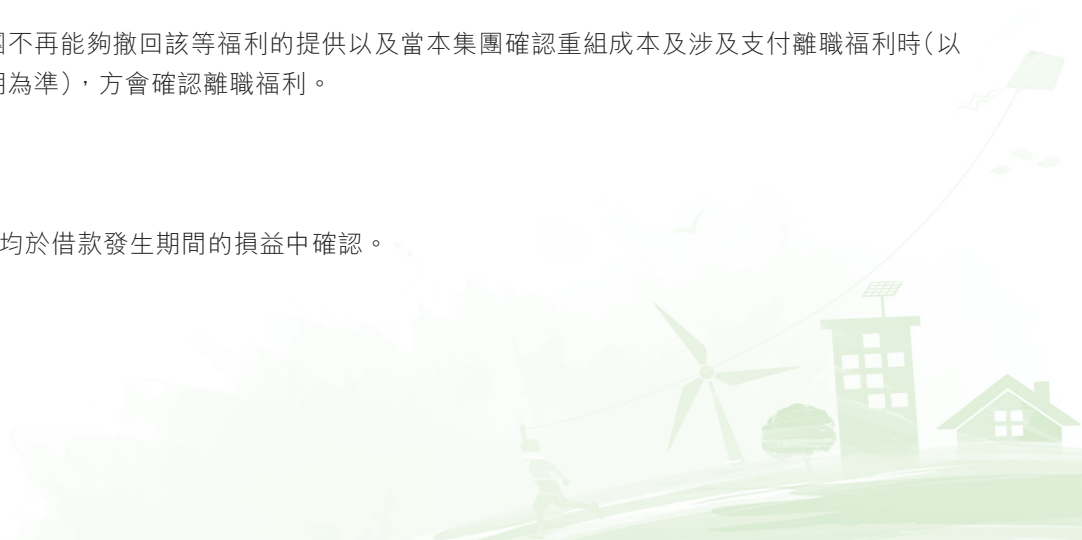 不再能夠撤回該等福利的提供以及當本集團確認重組成本及涉及支付離職福利時(以
為準),方會確認離職福利。
均於借款發生期間的損益中確認。